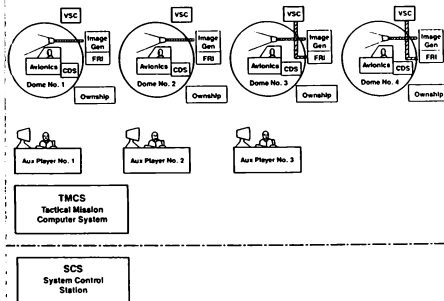 VSC
Image
Gen
FRI
Avionics
CDS
Dome No. 1
Ownship
VSC
Image
Gen
FRI
Avionics
CDS
Dome No. 2
Ownship
VSC
Image
Gen
FRI
Avionics
CDS
Dome No. 3
Ownship
VSC
Image
Gen
FRI
Avionics
CDS
Dome No. 4
Ownship
Aux Player No. 1
Aux Player No. 2
Aux Player No. 3
TMCS
Tactical Mission
Computer System
SCS
System Control
Station